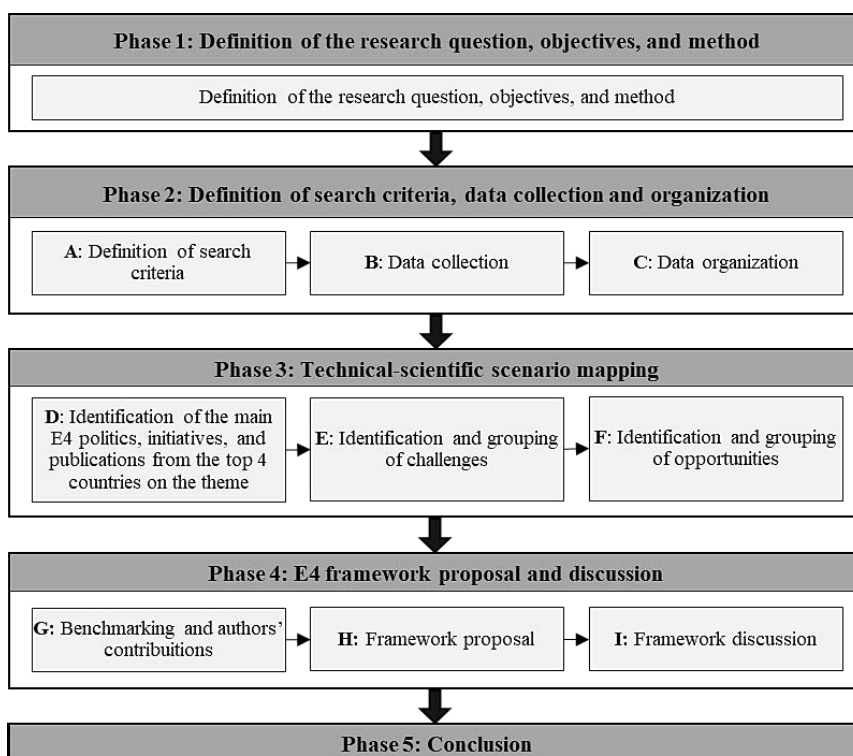 Phase 1: Definition of the research question, objectives, and method
Definition of the research question, objectives, and method
Phase 2: Definition of search criteria, data collection and organization
A: Definition of search
criteria
B: Data collection
C: Data organization
Phase 3: Technical-scientific scenario mapping
D: Identification of the main
E4 politics, initiatives, and
publications from the top 4
countries on the theme
E: Identification and grouping
of challenges
F: Identification and grouping
of opportunities
Phase 4: E4 framework proposal and discussion
G: Benchmarking and authors’
contribuitions
H: Framework proposal
I: Framework discussion
Phase 5: Conclusion